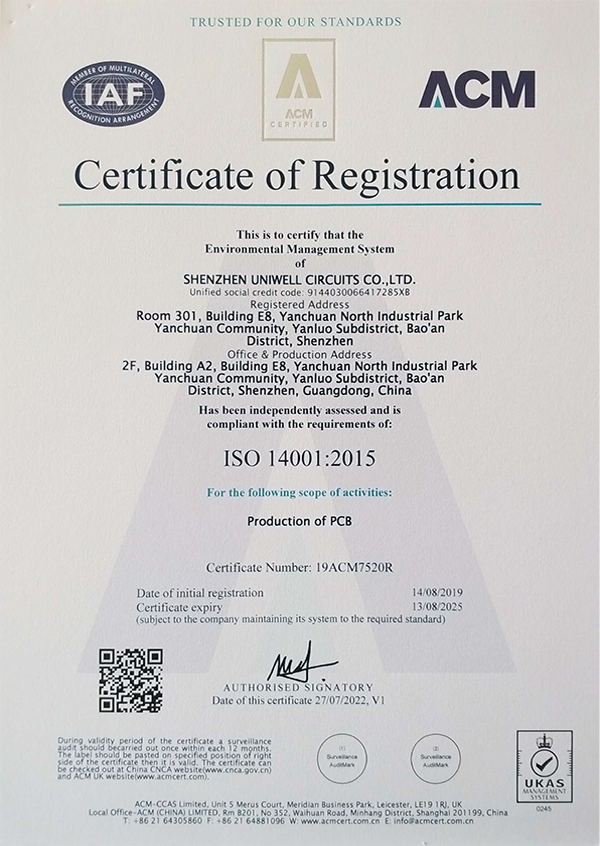 TRUSTED FOR OUR STANDARDS
MEMBER OF MULTILATERAL
IAF
RECOGNITION ARRANGEMENT
ACM
CERTIFIED
ACM
Certificate of Registration
This is to certify that the
Environmental Management System
of
SHENZHEN UNIWELL CIRCUITS CO.,LTD.
Unified social credit code: 9144030066417285XB
Registered Address
Room 301, Building E8, Yanchuan North Industrial Park
Yanchuan Community, Yanluo Subdistrict, Bao'an
District, Shenzhen
Office & Production Address
2F, Building A2, Building E8, Yanchuan North Industrial Park
Yanchuan Community, Yanluo Subdistrict, Bao'an
District, Shenzhen, Guangdong, China
Has been independently assessed and is
compliant with the requirements of:
ISO 14001:2015
For the following scope of activities:
Production of PCB
Certificate Number: 19ACM7520R
Date of initial registration 14/08/2019
Certificate expiry 13/08/2025
(subject to the company maintaining its system to the required standard)
AUTHORISED SIGNATORY
Date of this certificate 27/07/2022, V1
During validity period of the certificate a surveillance
audit should becarried out once within each 12 months.
The label should be pasted on specified position of right
side of the certificate then it is valid. The certificate can
be checked out at China CNCA website(www.cnca.gov.cn)
and ACM UK website(www.acmcert.com).
(1)
Surveillance
AuditMark
(2)
Surveillance
AuditMark
UKAS
MANAGEMENT
SYSTEMS
0245
ACM-CCAS Limited, Unit 5 Merus Court, Meridian Business Park, Leicester, LE19 1RJ, UK
Local Office-ACM (CHINA) LIMITED, Rm B201, No 352, Waihuan Road, Minhang District, Shanghai 201199, China
T: +86 21 64305860 F: +86 21 64881096 W: www.acmcert.com.cn E: info@acmcert.com.cn